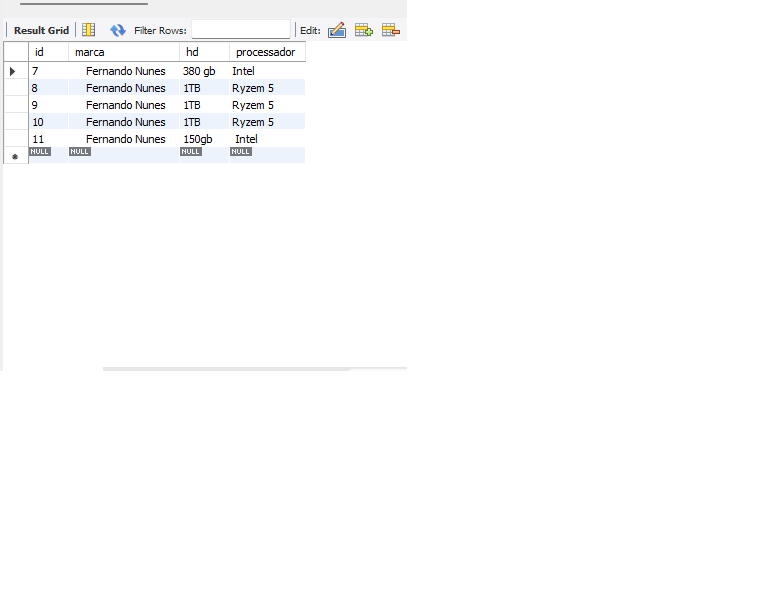 Result Grid Filter Rows: Edit:
id marca hd processador
7 Fernando Nunes 380 gb Intel
8 Fernando Nunes 1TB Ryzem 5
9 Fernando Nunes 1TB Ryzem 5
10 Fernando Nunes 1TB Ryzem 5
11 Fernando Nunes 150gb Intel
NULL NULL NULL NULL